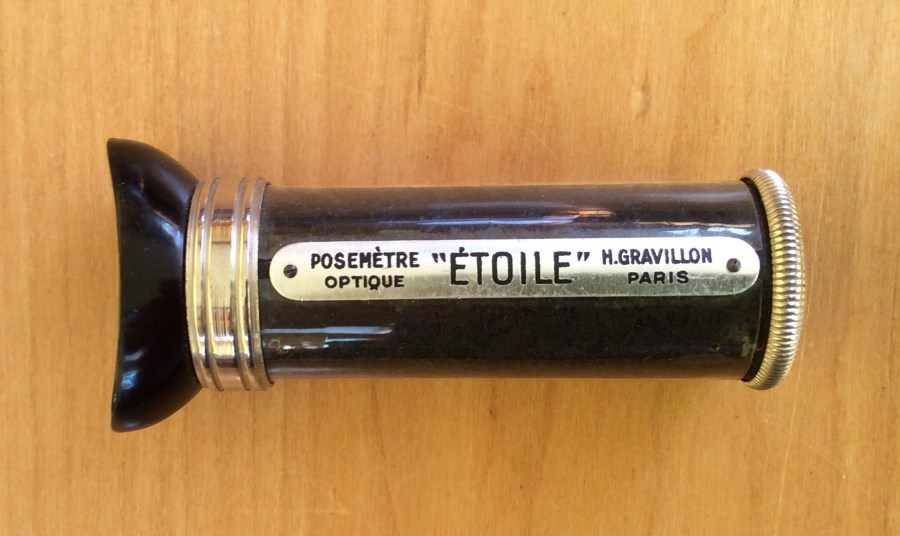 POSEMÈTRE
OPTIQUE
"ÉTOILE"
H.GRAVILLON
PARIS